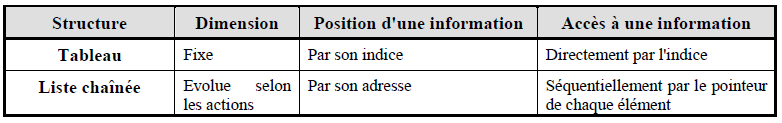 Structure Dimension Position d'une information Accès à une information
Tableau Fixe Par son indice Directement par l'indice
Liste chaînée Evolue selon les actions Par son adresse Séquentiellement par le pointeur de chaque élément